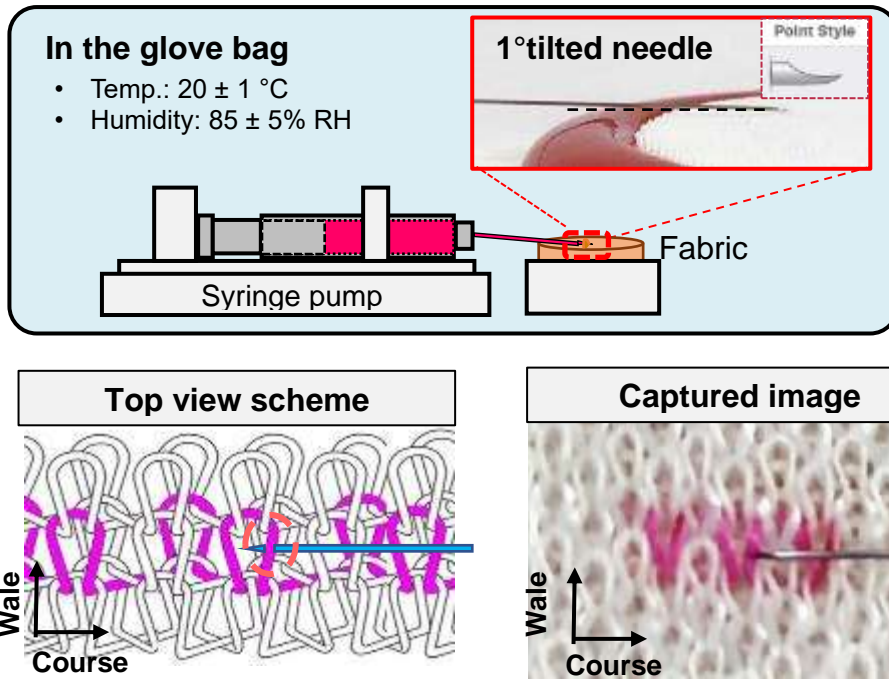 In the glove bag
• Temp.: 20 ± 1 °C
• Humidity: 85 ± 5% RH
1°tilted needle
Point Style
Fabric
Syringe pump
Top view scheme
Captured image
Wale
Course
Wale
Course